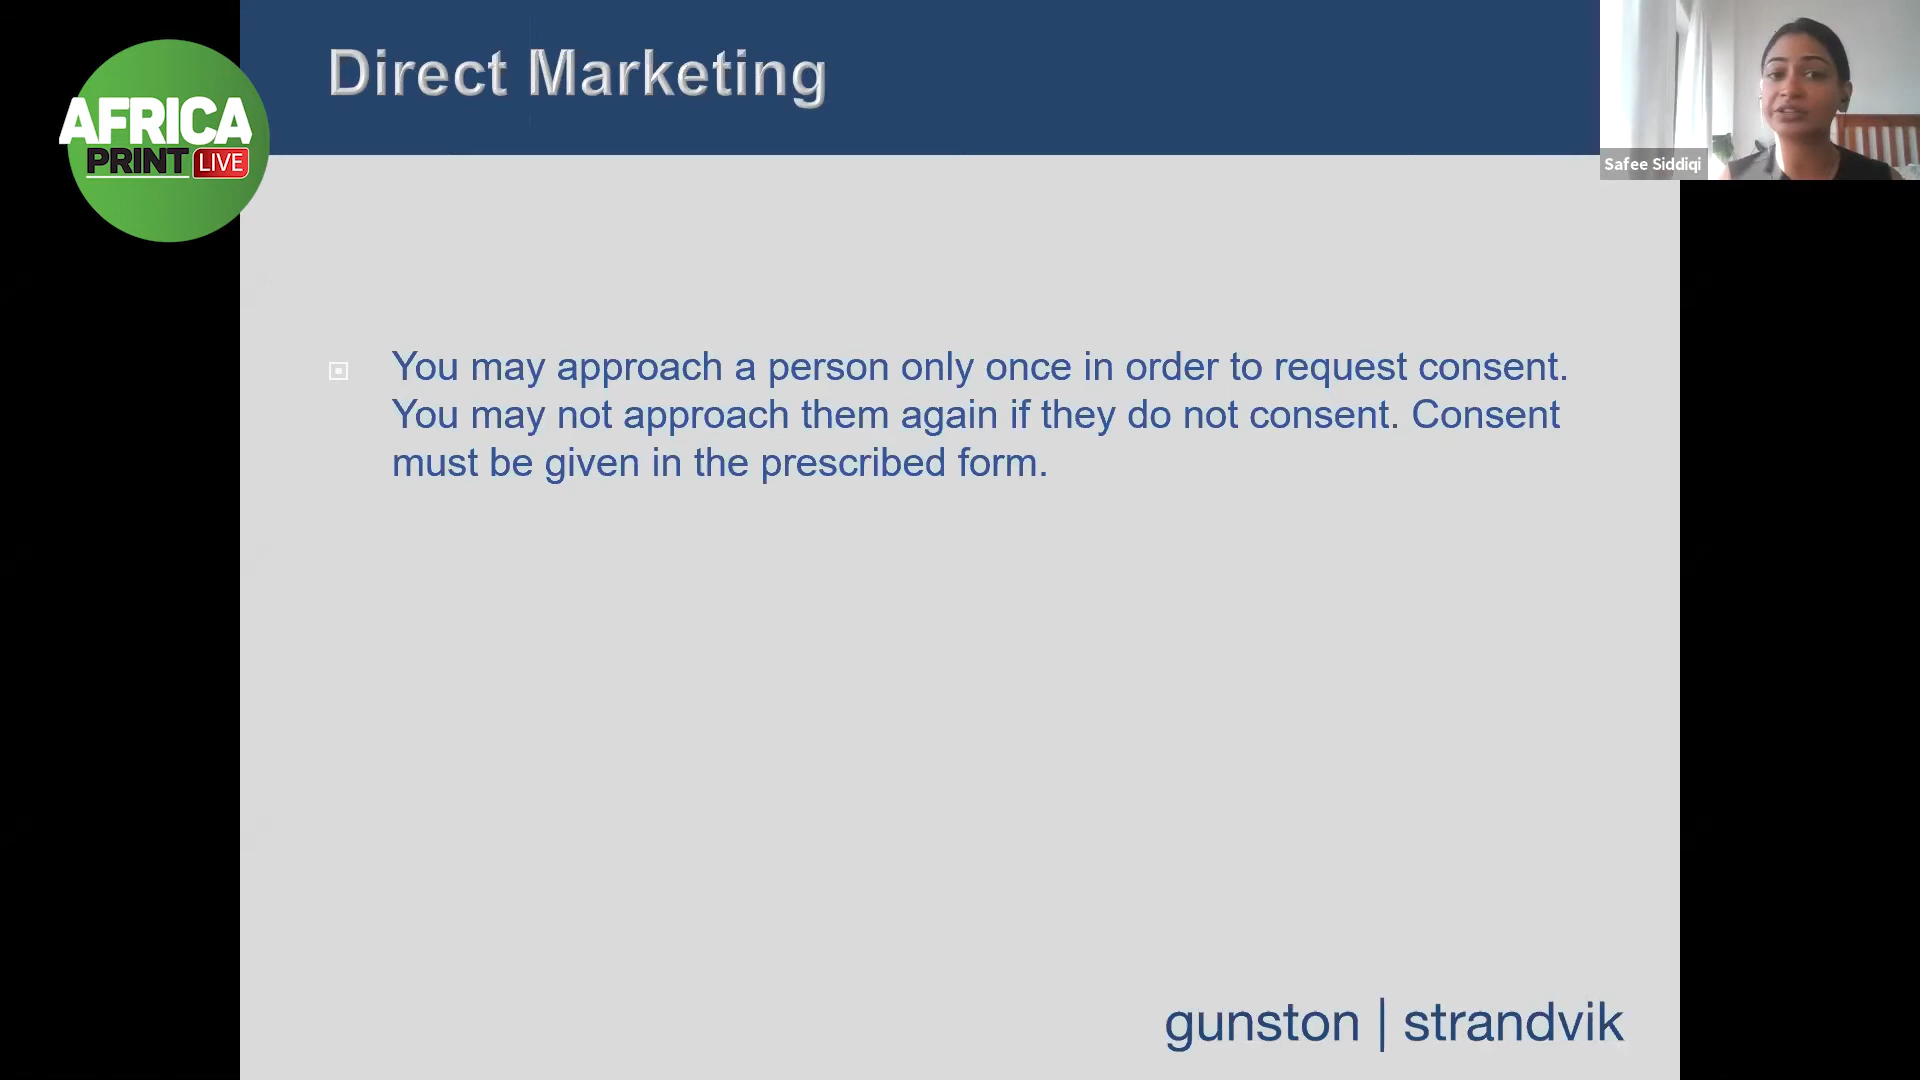 Direct Marketing
AFRICA
PRINT LIVE
Safee Siddiqi
You may approach a person only once in order to request consent.
You may not approach them again if they do not consent. Consent
must be given in the prescribed form.
gunston | strandvik